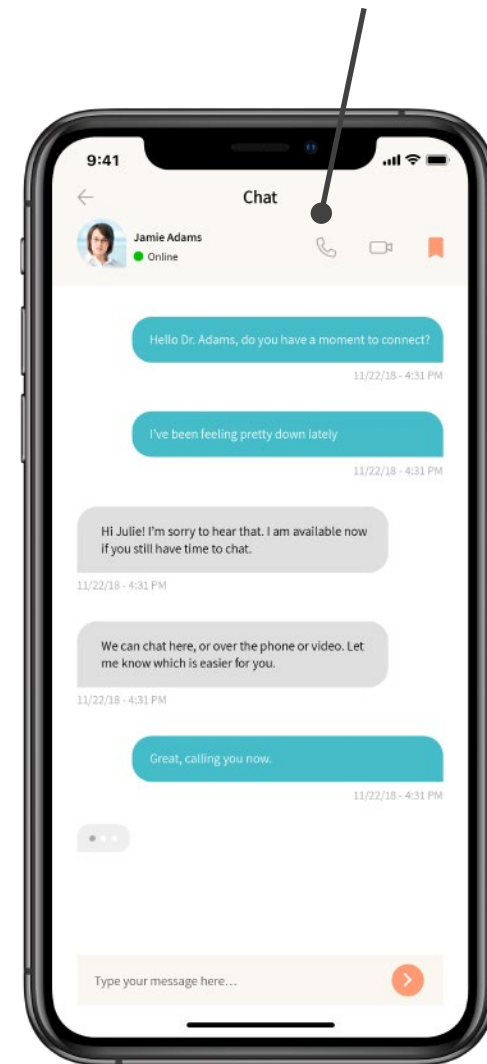 9:41
Chat
Jamie Adams
Online
Hello Dr. Adams, do you have a moment to connect?
11/22/18 - 4:31 PM
I've been feeling pretty down lately
11/22/18 - 4:31 PM
Hi Julie! I'm sorry to hear that. I am available now
if you still have time to chat.
11/22/18 - 4:31 PM
We can chat here, or over the phone or video. Let
me know which is easier for you.
11/22/18 - 4:31 PM
Great, calling you now.
11/22/18 - 4:31 PM
Type your message here...